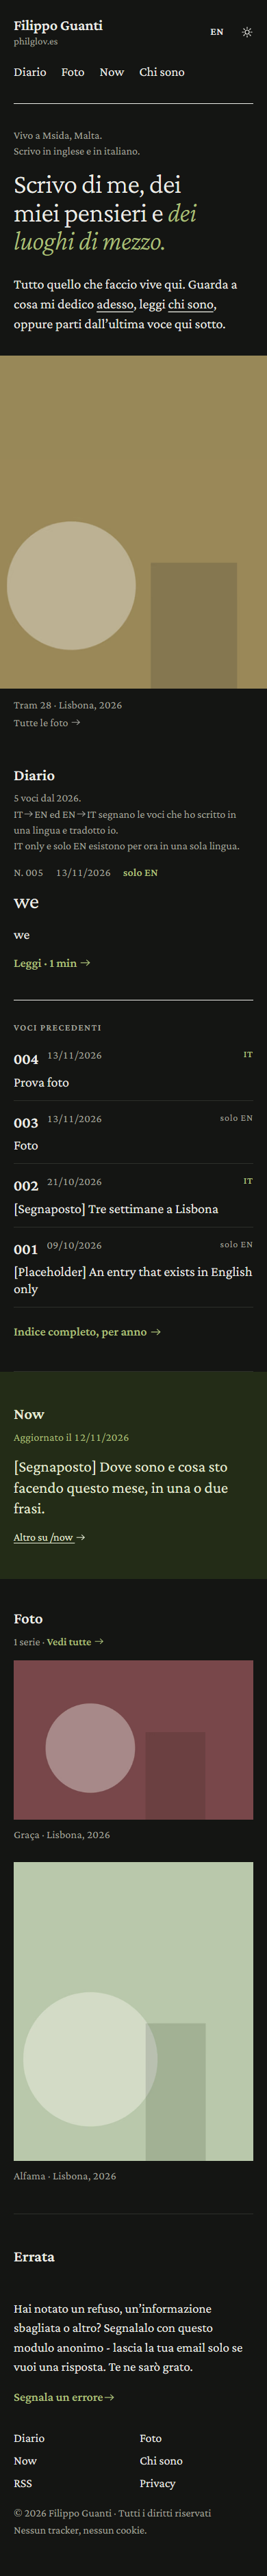 Filippo Guanti
philglov.es
EN
Diario Foto Now Chi sono
Vivo a Msida, Malta.
Scrivo in inglese e in italiano.
Scrivo di me, dei
miei pensieri e dei
luoghi di mezzo.
Tutto quello che faccio vive qui. Guarda a
cosa mi dedico adesso, leggi chi sono,
oppure parti dall’ultima voce qui sotto.
Tram 28 · Lisbona, 2026
Tutte le foto →
Diario
5 voci dal 2026.
IT→EN ed EN→IT segnano le voci che ho scritto in
una lingua e tradotto io.
IT only e solo EN esistono per ora in una sola lingua.
N. 005 13/11/2026 solo EN
we
we
Leggi · 1 min →
VOCI PRECEDENTI
004 13/11/2026 IT
Prova foto
003 13/11/2026 solo EN
Foto
002 21/10/2026 IT
[Segnaposto] Tre settimane a Lisbona
001 09/10/2026 solo EN
[Placeholder] An entry that exists in English
only
Indice completo, per anno →
Now
Aggiornato il 12/11/2026
[Segnaposto] Dove sono e cosa sto
facendo questo mese, in una o due
frasi.
Altro su /now →
Foto
1 serie · Vedi tutte →
Graça · Lisbona, 2026
Alfama · Lisbona, 2026
Errata
Hai notato un refuso, un’informazione
sbagliata o altro? Segnalalo con questo
modulo anonimo - lascia la tua email solo se
vuoi una risposta. Te ne sarò grato.
Segnala un errore→
Diario Foto
Now Chi sono
RSS Privacy
© 2026 Filippo Guanti · Tutti i diritti riservati
Nessun tracker, nessun cookie.